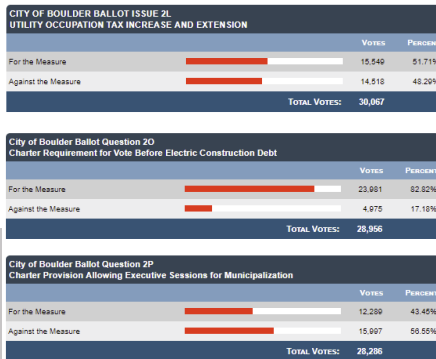 CITY OF BOULDER BALLOT ISSUE 2L
UTILITY OCCUPATION TAX INCREASE AND EXTENSION
VOTES PERCEN
For the Measure 15,549 51.71%
Against the Measure 14,518 48.29%
TOTAL VOTES: 30,067
City of Boulder Ballot Question 2O
Charter Requirement for Vote Before Electric Construction Debt
VOTES PERCENT
For the Measure 23,981 82.82%
Against the Measure 4,975 17.18%
TOTAL VOTES: 28,956
City of Boulder Ballot Question 2P
Charter Provision Allowing Executive Sessions for Municipalization
VOTES PERCENT
For the Measure 12,289 43.45%
Against the Measure 15,997 56.55%
TOTAL VOTES: 28,286